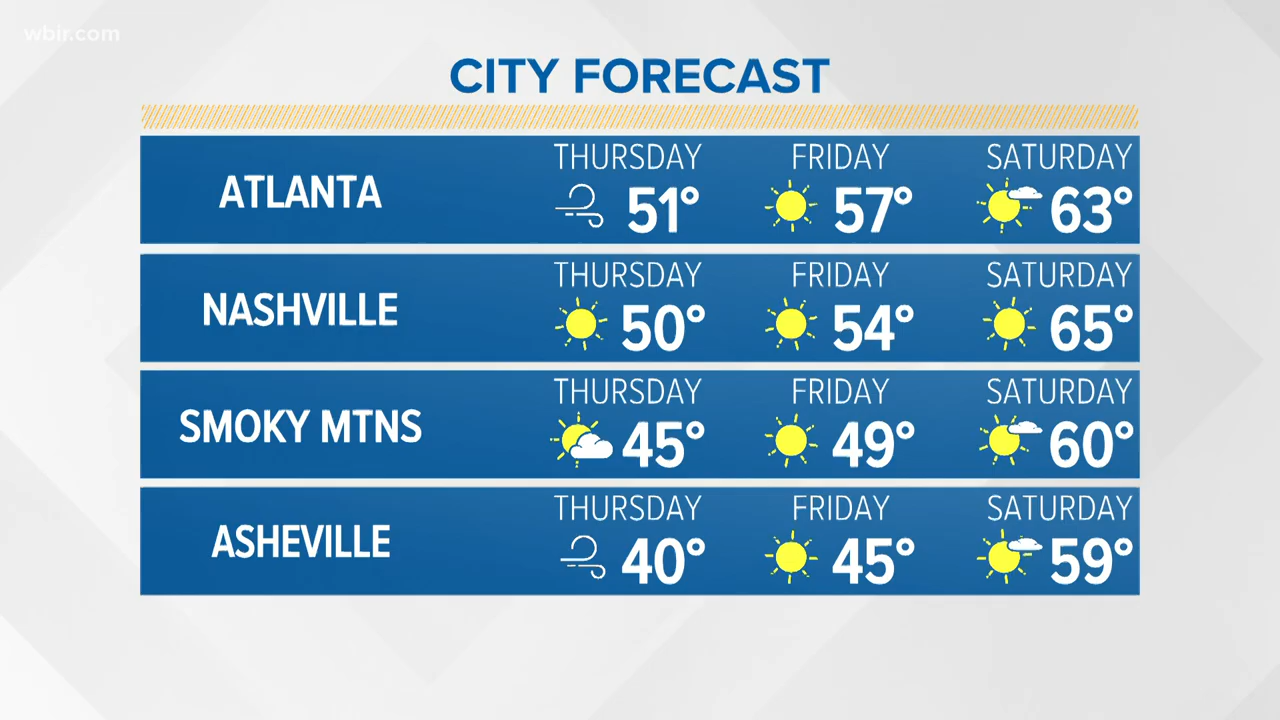 wbir.com
CITY FORECAST
THURSDAY FRIDAY SATURDAY
ATLANTA 51° 57° 63°
THURSDAY FRIDAY SATURDAY
NASHVILLE 50° 54° 65°
THURSDAY FRIDAY SATURDAY
SMOKY MTNS 45° 49° 60°
THURSDAY FRIDAY SATURDAY
ASHEVILLE 40° 45° 59°